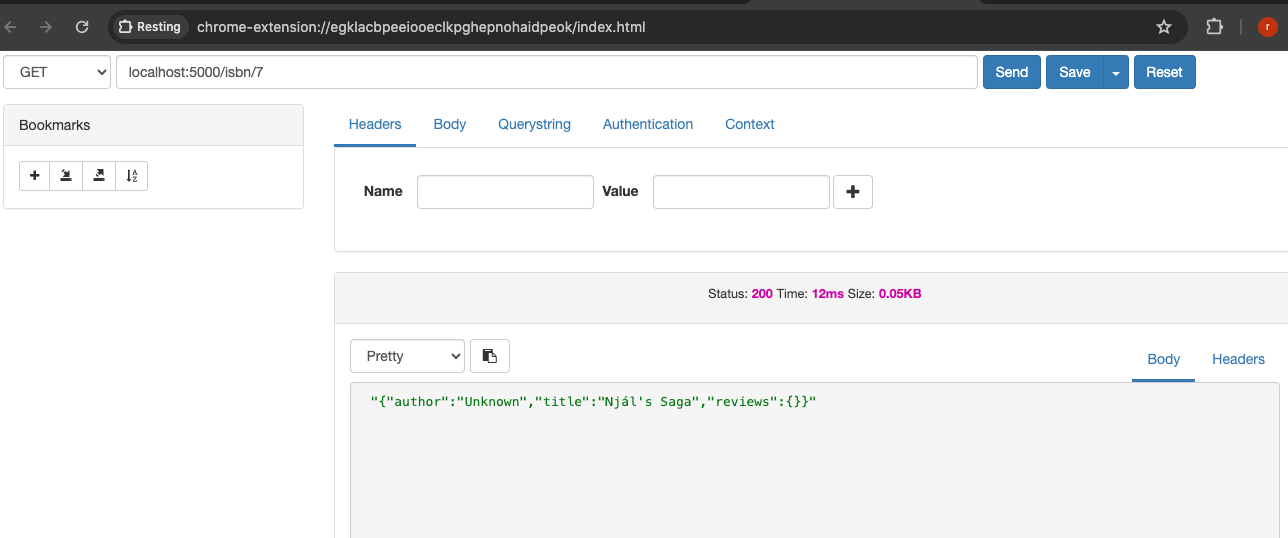 Resting chrome-extension://egklacbpeeiooeclkpghepnohaidpeok/index.html r
GET localhost:5000/isbn/7 Send Save Reset
Bookmarks
Headers Body Querystring Authentication Context
Name Value
Status: 200 Time: 12ms Size: 0.05KB
Pretty
Body Headers
"{"author":"Unknown","title":"Njál's Saga","reviews":{}}"